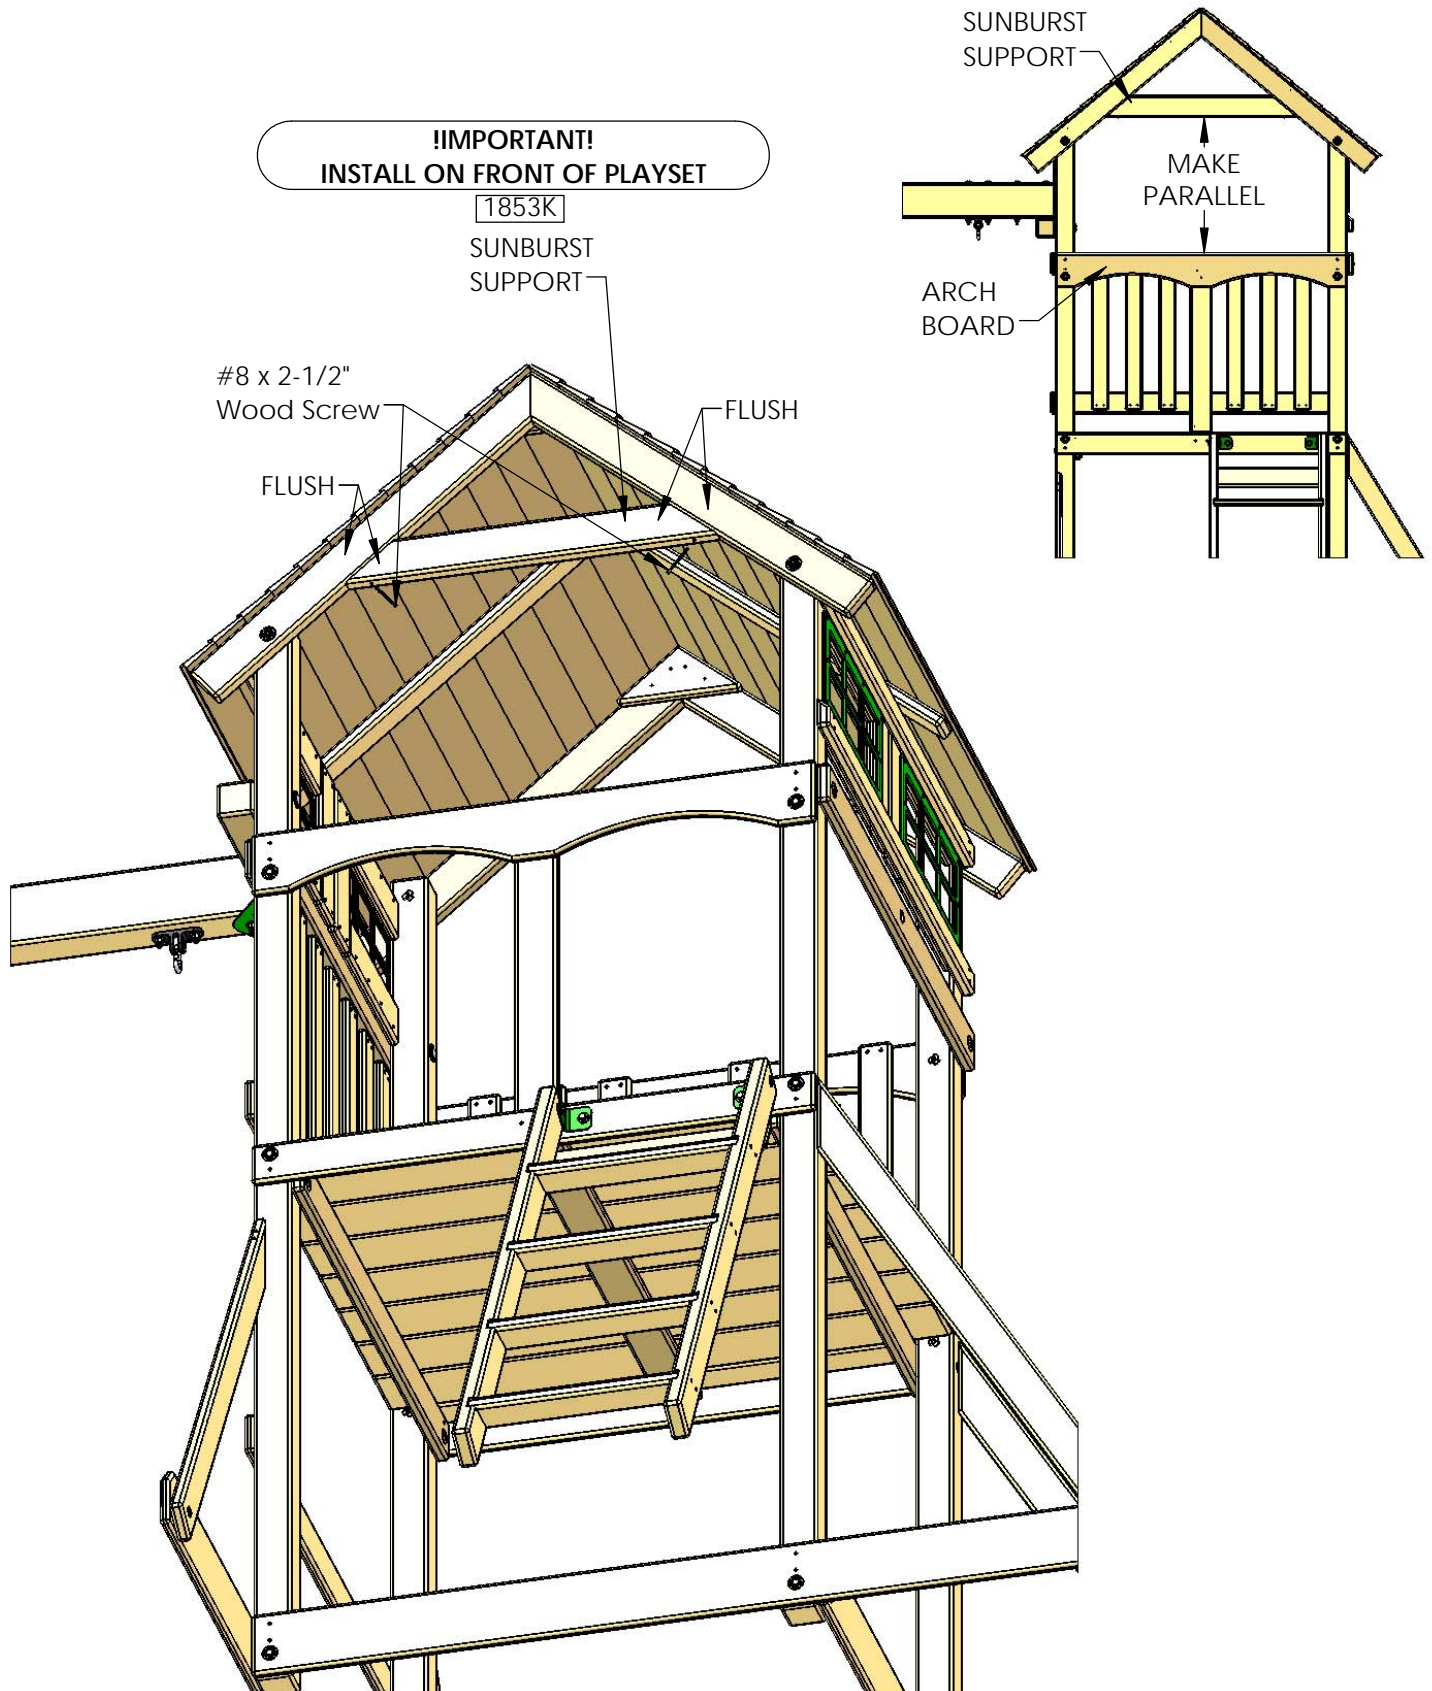 SUNBURST
SUPPORT
!IMPORTANT!
INSTALL ON FRONT OF PLAYSET
1853K
SUNBURST
SUPPORT
MAKE
PARALLEL
ARCH
BOARD
#8 x 2-1/2"
Wood Screw
FLUSH
FLUSH